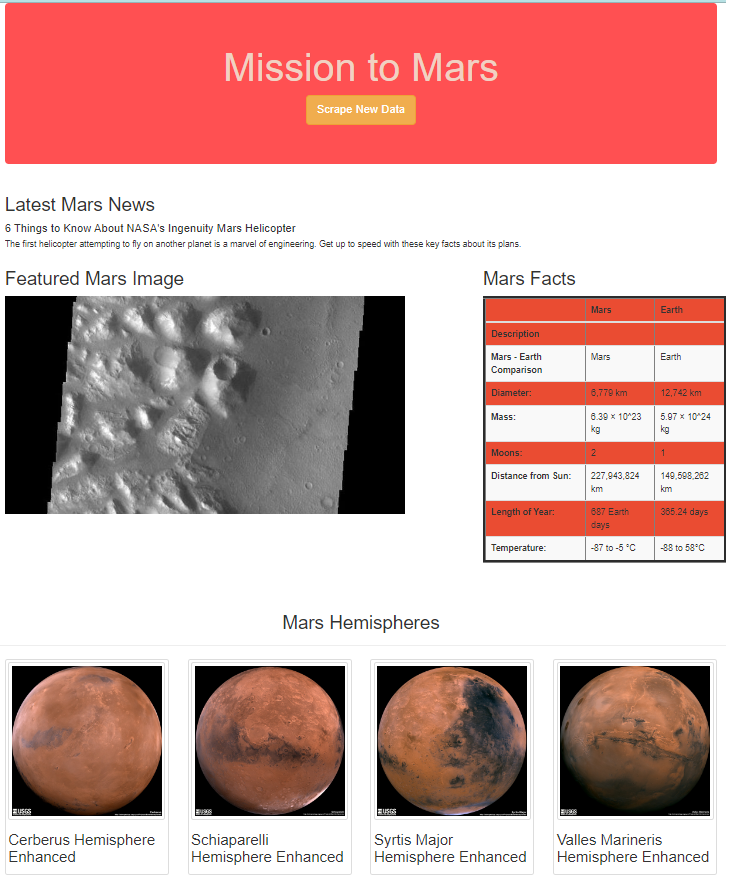 Mission to Mars
Scrape New Data
Latest Mars News
6 Things to Know About NASA's Ingenuity Mars Helicopter
The first helicopter attempting to fly on another planet is a marvel of engineering. Get up to speed with these key facts about its plans.
Featured Mars Image
Mars Facts
Mars Earth
Description
Mars - Earth Mars Earth
Comparison
Diameter: 6,779 km 12,742 km
Mass: 6.39 × 10^23 5.97 × 10^24
kg kg
Moons: 2 1
Distance from Sun: 227,943,824 149,598,262
km km
Length of Year: 687 Earth 365.24 days
days
Temperature: -87 to -5 °C -88 to 58°C
Mars Hemispheres
USGS USGS USGS USGS
Cerberus Hemisphere
Enhanced
Schiaparelli
Hemisphere Enhanced
Syrtis Major
Hemisphere Enhanced
Valles Marineris
Hemisphere Enhanced